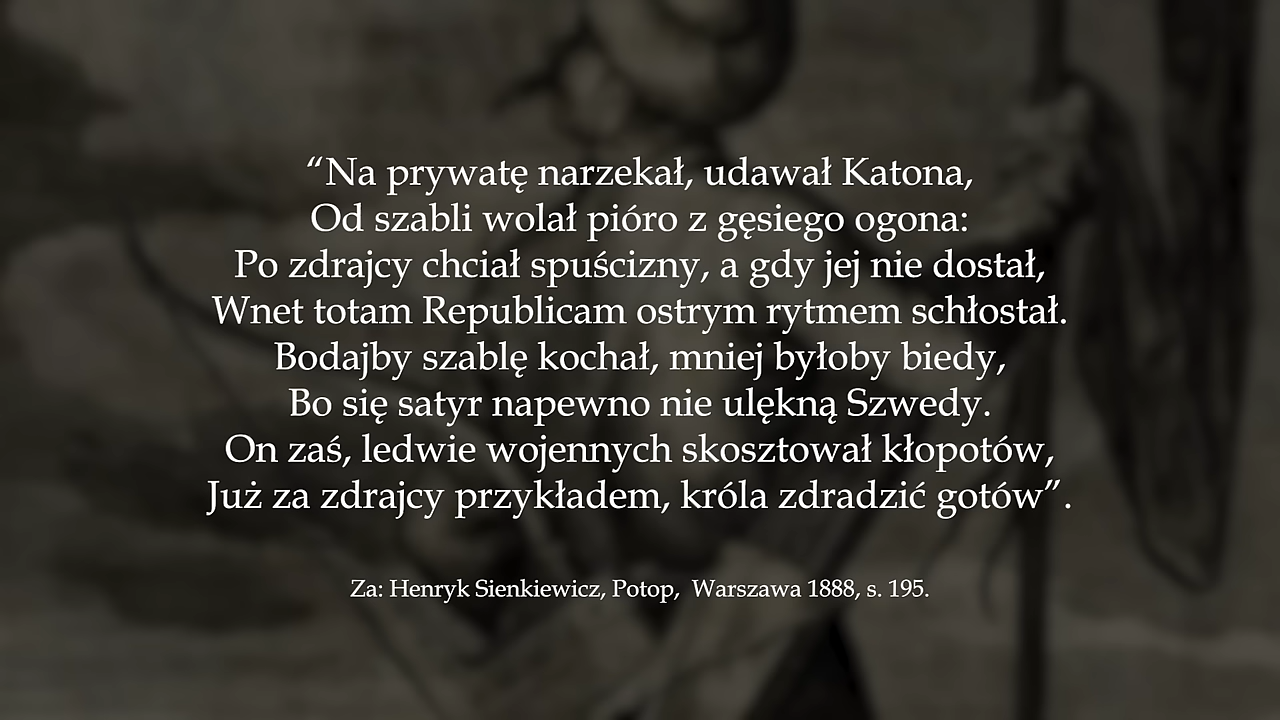 “Na prywatę narzekał, udawał Katona,
Od szabli wolał pióro z gęsiego ogona:
Po zdrajcy chciał spuścizny, a gdy jej nie dostał,
Wnet totam Republicam ostrym rytmem schłostał.
Bodajby szablę kochał, mniej byłoby biedy,
Bo się satyr napewno nie ulękną Szwedy.
On zaś, ledwie wojennych skosztował kłopotów,
Już za zdrajcy przykładem, króla zdradzić gotów”.
Za: Henryk Sienkiewicz, Potop,  Warszawa 1888, s. 195.